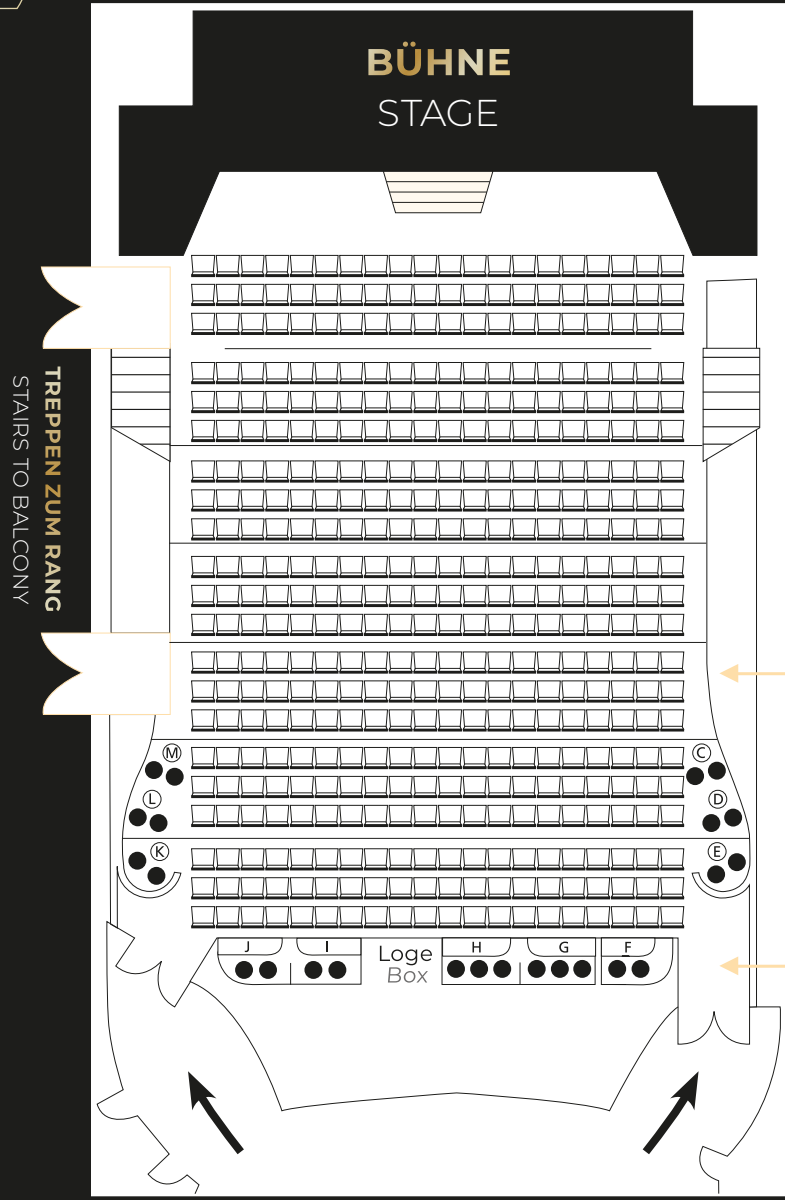 BÜHNE
STAGE
TREPPEN ZUM RANG
STAIRS TO BALCONY
M
C
L
D
K
E
J
I
Loge
Box
H
G
F